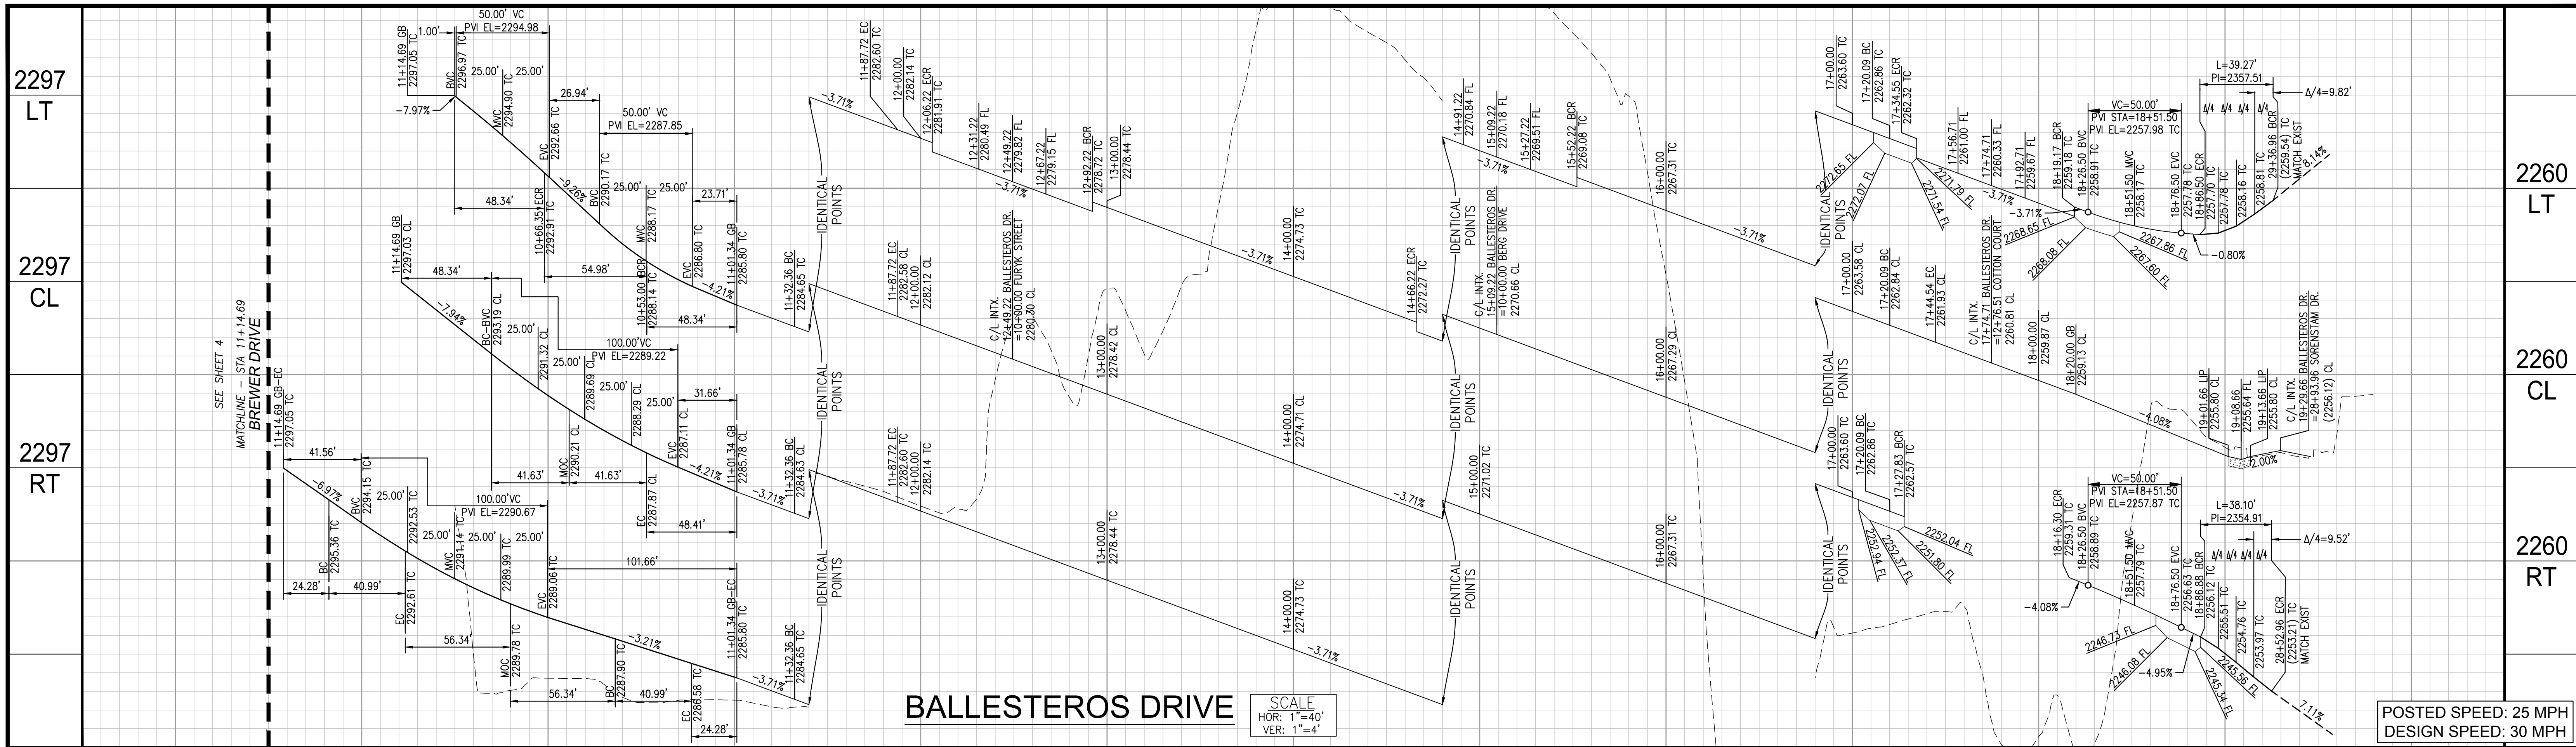 2297
LT
2297
CL
2297
RT
SEE SHEET 4
MATCHLINE - STA 11+14.69
BREWER DRIVE
50.00' VC
PVI EL=2294.98
1.00'
11+14.69 GB
2297.05 TC
BVC
2296.97 TC
25.00'
25.00'
MVC
2294.90 TC
-7.97%
26.94'
EVC
2292.66 TC
50.00' VC
PVI EL=2287.85
-9.26%
BVC
2290.17 TC
25.00'
25.00'
MVC
2288.17 TC
23.71'
48.34'
10+66.35 ECR
2292.91 TC
54.98'
10+53.00 BCR
2288.14 TC
EVC
2286.80 TC
11+01.34 GB
2285.80 TC
-4.21%
48.34'
11+32.36 BC
2284.65 TC
IDENTICAL
POINTS
11+14.69 GB
2297.03 CL
48.34'
-7.94%
BC-BVC
2293.19 CL
25.00'
2291.32 CL
100.00'VC
PVI EL=2289.22
25.00'
2289.69 CL
25.00'
2288.29 CL
25.00'
31.66'
EVC
2287.11 CL
MOC
2290.21 CL
41.63'
41.63'
EC
2287.87 CL
-4.21%
11+01.34 GB
2285.78 CL
48.41'
-3.71%
11+32.36 BC
2284.63 CL
IDENTICAL
POINTS
11+14.69 GB-EC
2297.05 TC
41.56'
-6.97%
BVC
2294.15 TC
25.00'
2292.53 TC
100.00'VC
PVI EL=2290.67
25.00'
MVC
2291.14 TC
25.00'
2289.99 TC
25.00'
EVC
2289.06 TC
101.66'
BC
2295.36 TC
24.28'
40.99'
EC
2292.61 TC
56.34'
MOC
2289.78 TC
56.34'
BC
2287.90 TC
40.99'
-3.21%
EC
2286.58 TC
24.28'
11+01.34 GB-EC
2285.80 TC
-3.71%
11+32.36 BC
2284.65 TC
IDENTICAL
POINTS
-3.71%
11+87.72 EC
2282.60 TC
12+00.00
2282.14 TC
12+06.22 ECR
2281.91 TC
12+31.22
2280.49 FL
12+49.22
2279.82 FL
12+67.22
2279.15 FL
-3.71%
12+92.22 BCR
2278.72 TC
13+00.00
2278.44 TC
-3.71%
14+00.00
2274.73 TC
14+66.22 ECR
2272.27 TC
11+87.72 EC
2282.58 CL
12+00.00
2282.12 CL
C/L INTX.
12+49.22 BALLESTEROS DR.
=10+00.00 FURYK STREET
2280.30 CL
13+00.00
2278.42 CL
14+00.00
2274.71 CL
-3.71%
11+87.72 EC
2282.60 TC
12+00.00
2282.14 TC
13+00.00
2278.44 TC
14+00.00
2274.73 TC
-3.71%
IDENTICAL
POINTS
IDENTICAL
POINTS
IDENTICAL
POINTS
14+91.22
2270.84 FL
15+09.22
2270.18 FL
-3.71%
15+27.22
2269.51 FL
15+52.22 BCR
2269.08 TC
16+00.00
2267.31 TC
-3.71%
C/L INTX.
15+09.22 BALLESTEROS DR
=10+00.00 BERG DRIVE
2270.66 CL
16+00.00
2267.29 CL
15+00.00
2271.02 TC
16+00.00
2267.31 TC
IDENTICAL
POINTS
IDENTICAL
POINTS
IDENTICAL
POINTS
17+00.00
2263.60 TC
17+20.09 BC
2262.86 TC
17+34.55 ECR
2262.32 TC
2272.65 FL
2272.07 FL
2271.54 FL
2271.79 FL
17+56.71
2261.00 FL
17+74.71
2260.33 FL
-3.71%
17+92.71
2259.67 FL
18+19.17 BCR
2259.18 TC
18+26.50 BVC
2258.91 TC
-3.71%
VC=50.00'
PVI STA=18+51.50
PVI EL=2257.98 TC
18+51.50 MVC
2258.17 TC
18+76.50 EVC
2257.78 TC
18+86.50 ECR
2257.70 TC
2257.78 TC
2258.16 TC
2258.81 TC
29+36.96 BCR
(2259.54) TC
MATCH EXIST
8.14%
L=39.27'
PI=2357.51
Δ/4=9.82'
Δ/4 Δ/4 Δ/4 Δ/4
2268.65 FL
2268.08 FL
2267.60 FL
2267.86 FL
-0.80%
17+00.00
2263.58 CL
17+20.09 BC
2262.84 CL
17+44.54 EC
2261.93 CL
C/L INTX.
17+74.71 BALLESTEROS DR.
=12+76.51 COTTON COURT
2260.81 CL
18+00.00
2259.87 CL
18+20.00 GB
2259.13 CL
-4.08%
19+01.66 LIP
2255.80 CL
19+08.66
2255.64 FL
19+13.66 LIP
2255.80 CL
C/L INTX.
19+29.66 BALLESTEROS DR.
=28+93.96 SORENSTAM DR.
(2256.12) CL
2.00%
17+00.00
2263.60 TC
17+20.09 BC
2262.86 TC
17+27.83 BCR
2262.57 TC
2252.94 FL
2252.37 FL
2251.80 FL
2252.04 FL
18+16.30 ECR
2259.31 TC
18+26.50 BVC
2258.89 TC
-4.08%
VC=50.00'
PVI STA=18+51.50
PVI EL=2257.87 TC
18+51.50 MVC
2257.79 TC
18+76.50 EVC
2256.63 TC
18+86.88 BCR
2256.12 TC
2255.51 TC
2254.76 TC
2253.97 TC
28+52.96 ECR
(2253.21) TC
MATCH EXIST
L=38.10'
PI=2354.91
Δ/4=9.52'
Δ/4 Δ/4 Δ/4 Δ/4
2246.73 FL
2246.08 FL
-4.95%
2245.34 FL
2245.56 FL
7.11%
BALLESTEROS DRIVE
SCALE
HOR: 1"=40'
VER: 1"=4'
2260
LT
2260
CL
2260
RT
POSTED SPEED: 25 MPH
DESIGN SPEED: 30 MPH